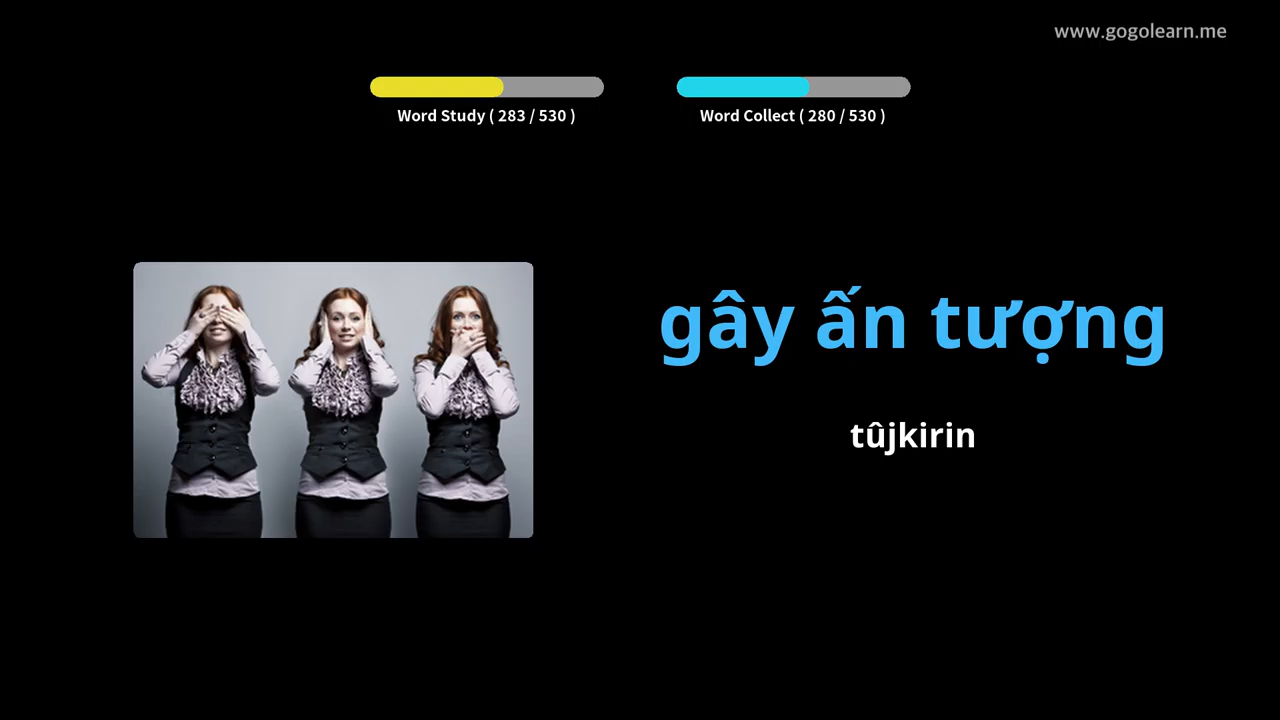 www.gogolearn.me
Word Study ( 283 / 530 )
Word Collect ( 280 / 530 )
gây ấn tượng
tûjkirin